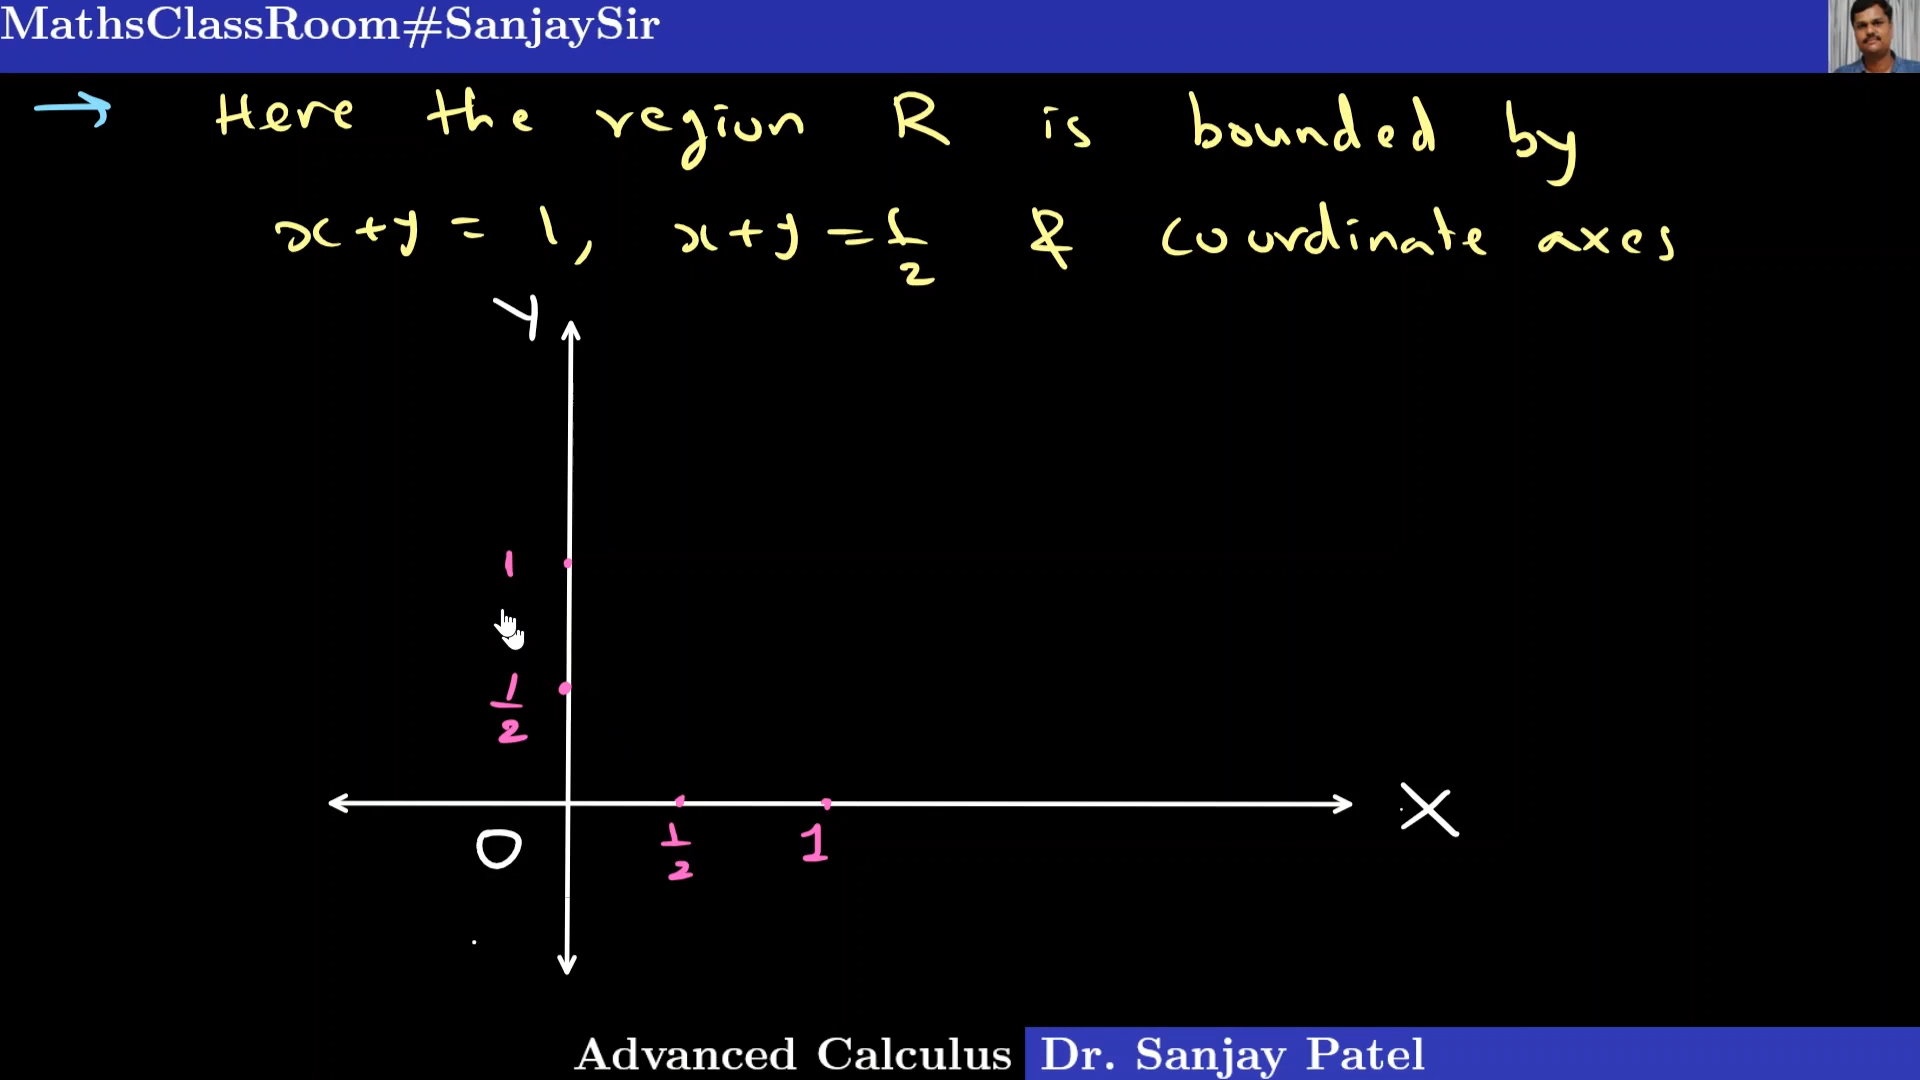 MathsClassRoom#SanjaySir
→ Here the region R is bounded by
x+y = 1, x+y = 1/2 & coordinate axes
Y
1
1/2
O 1/2 1 X
Advanced Calculus Dr. Sanjay Patel